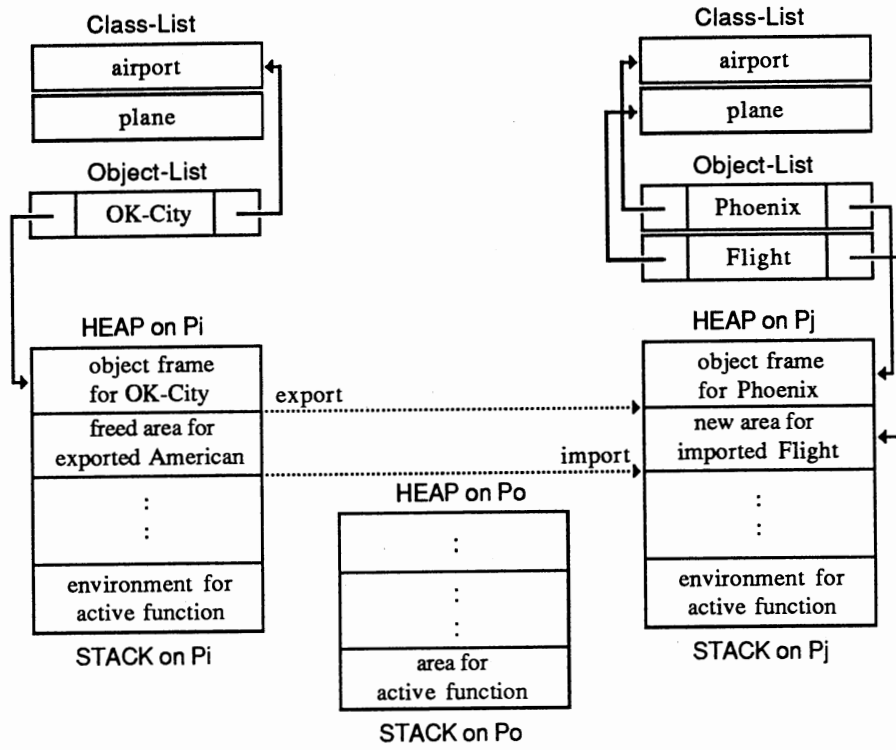 Class-List
airport
plane
Object-List
OK-City
HEAP on Pi
object frame
for OK-City
freed area for
exported American
:
:
environment for
active function
STACK on Pi
export
import
HEAP on Po
:
:
:
area for
active function
STACK on Po
Class-List
airport
plane
Object-List
Phoenix
Flight
HEAP on Pj
object frame
for Phoenix
new area for
imported Flight
:
:
environment for
active function
STACK on Pj